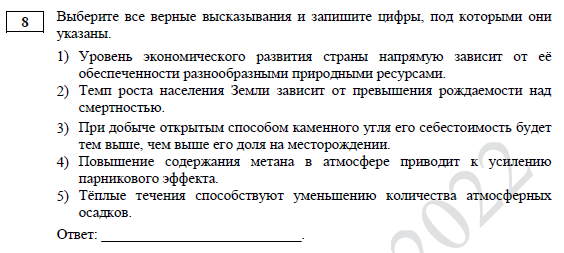 8
Выберите все верные высказывания и запишите цифры, под которыми они
указаны.
1) Уровень экономического развития страны напрямую зависит от её
обеспеченности разнообразными природными ресурсами.
2) Темп роста населения Земли зависит от превышения рождаемости над
смертностью.
3) При добыче открытым способом каменного угля его себестоимость будет
тем выше, чем выше его доля на месторождении.
4) Повышение содержания метана в атмосфере приводит к усилению
парникового эффекта.
5) Тёплые течения способствуют уменьшению количества атмосферных
осадков.
Ответ: ___________________________.
2022